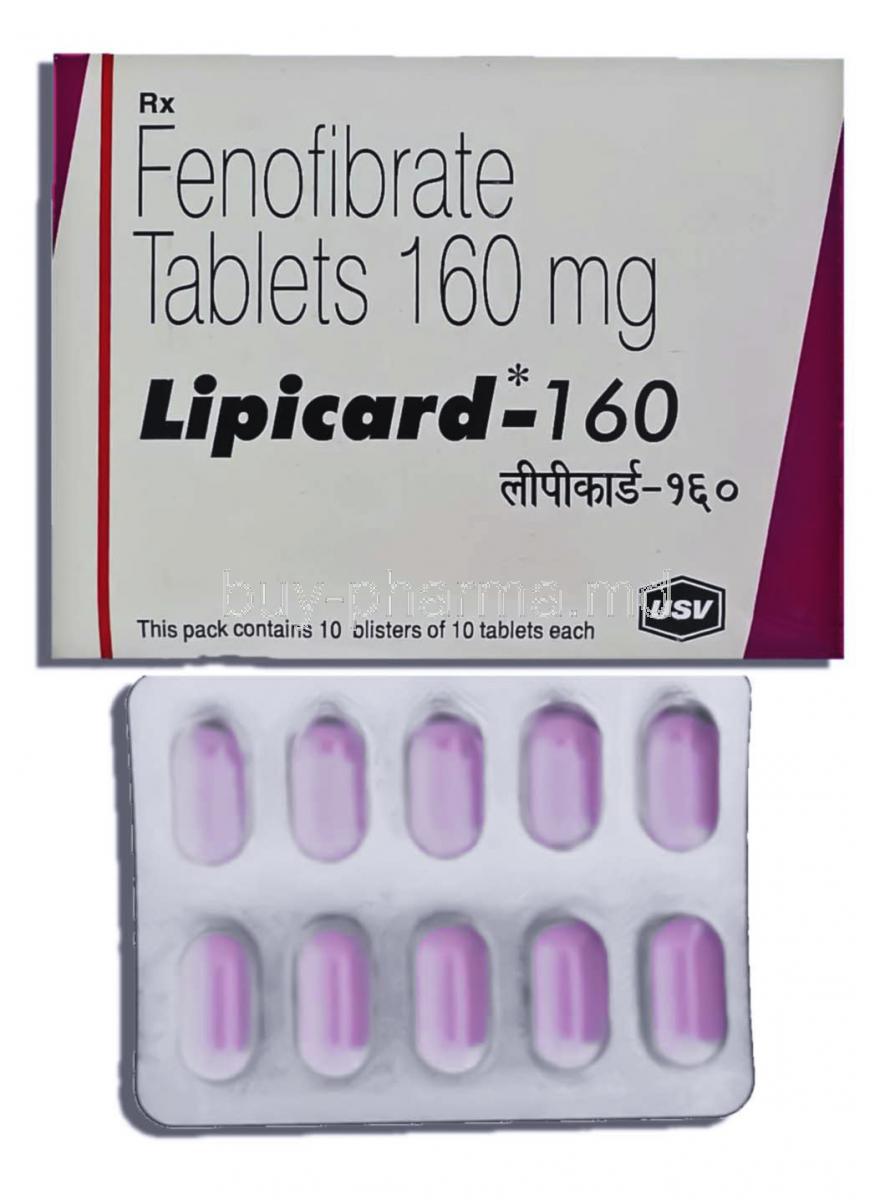 Rx
Fenofibrate
Tablets 160 mg
Lipicard*-160
लीपीकार्ड-१६०
buy-pharma.md
USV
This pack contains 10 blisters of 10 tablets each